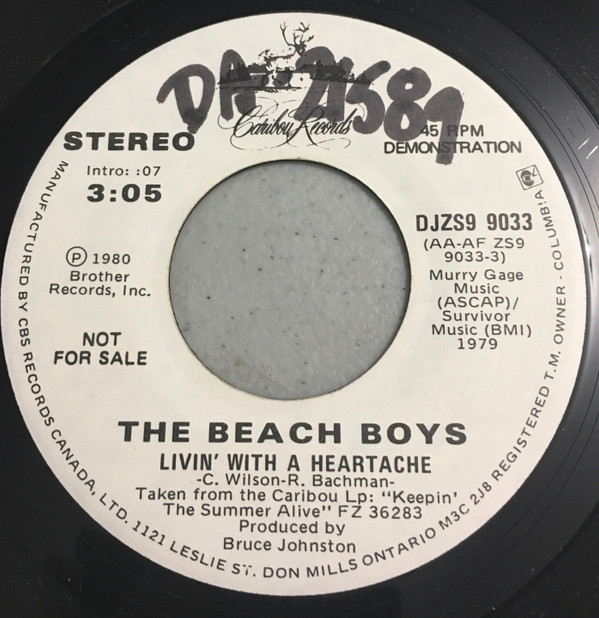 DA-21589
Caribou Records
STEREO
45 RPM
DEMONSTRATION
Intro: :07
3:05
DJZS9 9033
(AA-AF ZS9
9033-3)
℗ 1980
Brother
Records, Inc.
Murry Gage
Music
(ASCAP)/
Survivor
Music (BMI)
1979
NOT
FOR SALE
THE BEACH BOYS
LIVIN' WITH A HEARTACHE
-C. Wilson-R. Bachman-
Taken from the Caribou Lp: "Keepin'
The Summer Alive" FZ 36283
Produced by
Bruce Johnston
MANUFACTURED BY CBS RECORDS CANADA, LTD. 1121 LESLIE ST. DON MILLS ONTARIO M3C 2J8 REGISTERED T.M. OWNER - COLUMBIA